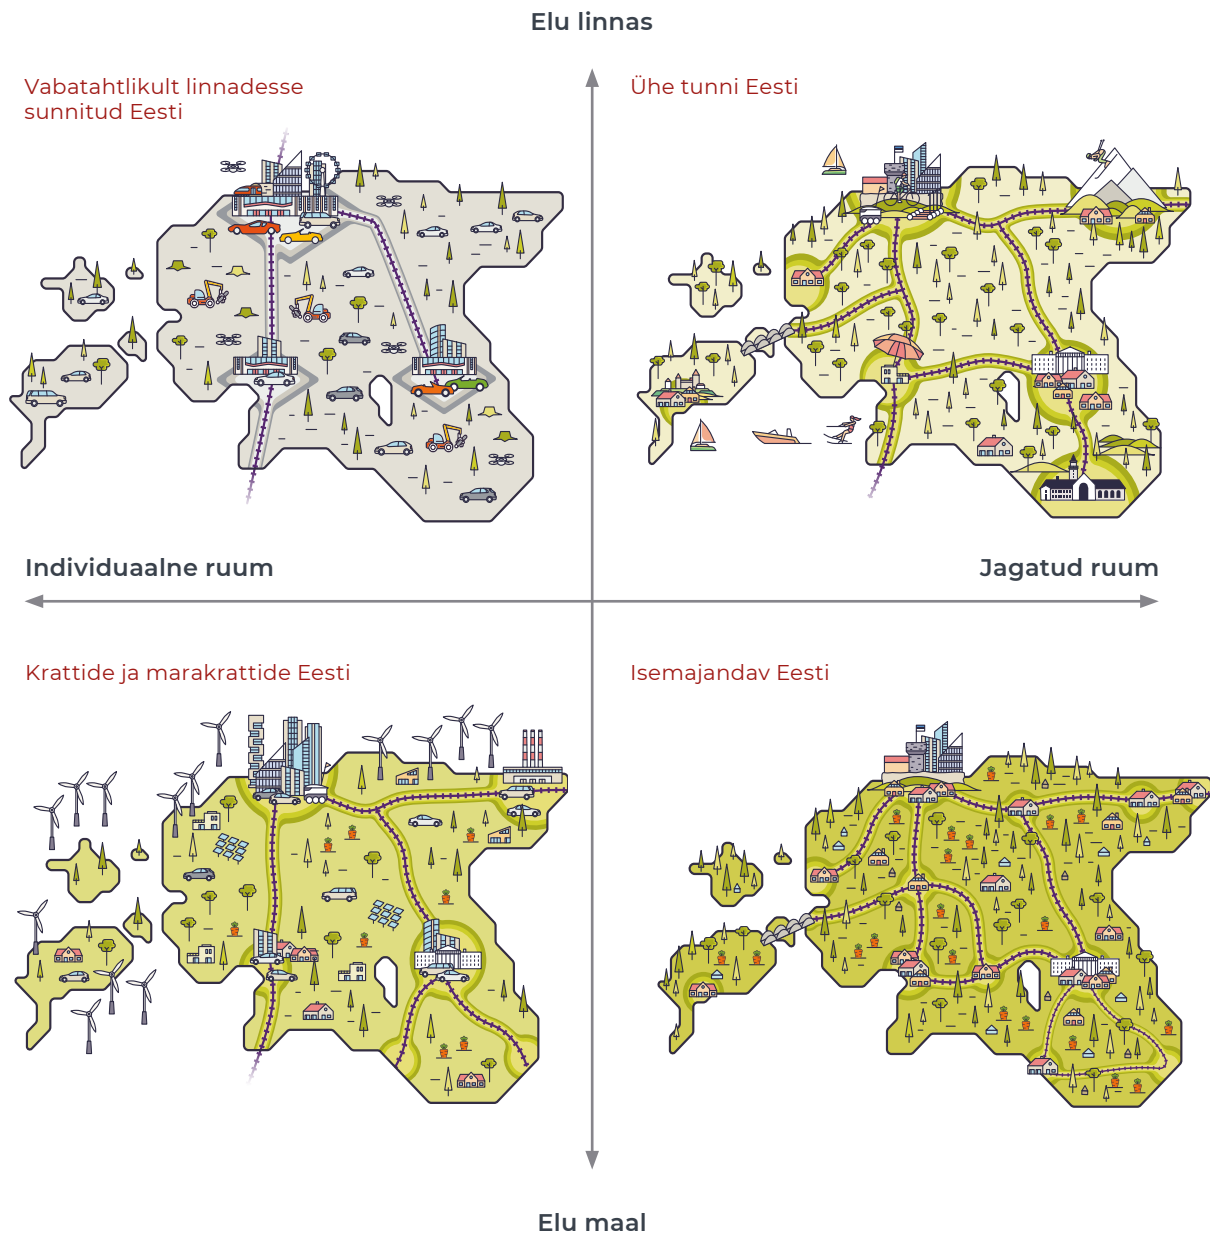 Elu linnas
Vabatahtlikult linnadesse
sunnitud Eesti
Ühe tunni Eesti
Individuaalne ruum
Jagatud ruum
Krattide ja marakrattide Eesti
Isemajandav Eesti
Elu maal